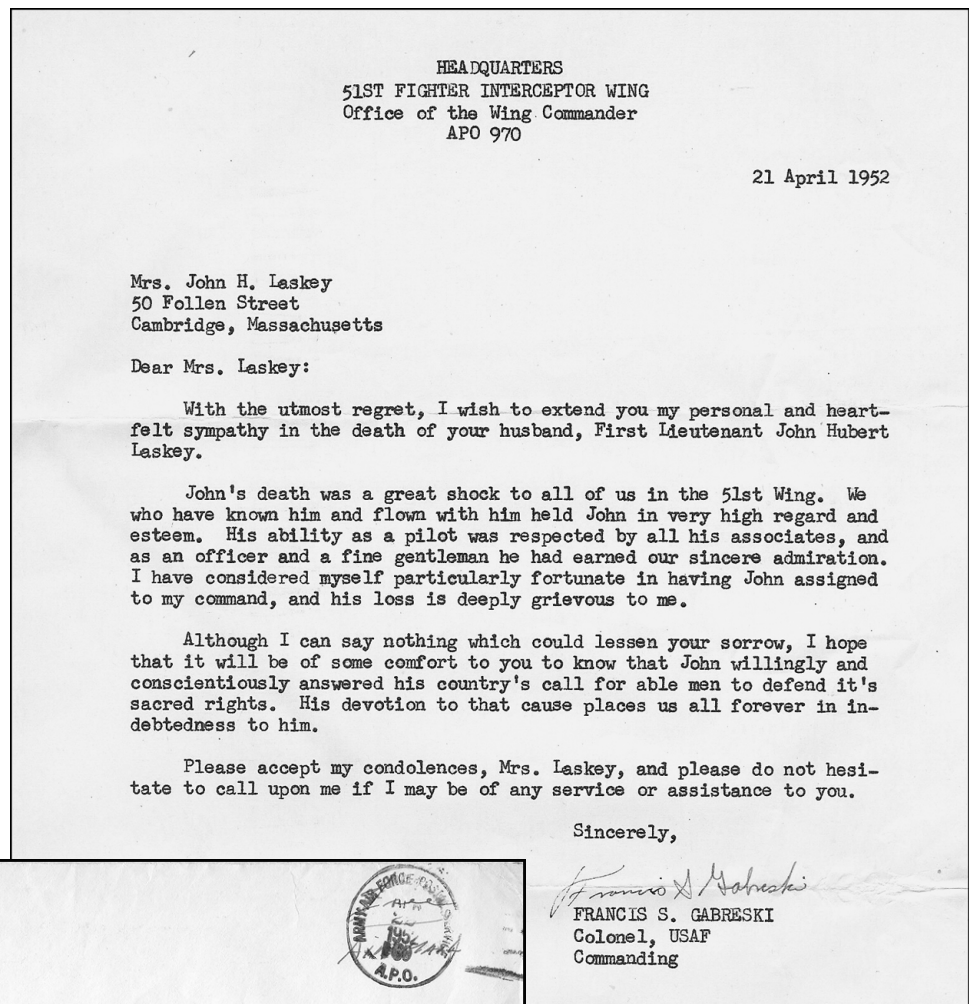 HEADQUARTERS
51ST FIGHTER INTERCEPTOR WING
Office of the Wing Commander
APO 970
21 April 1952
Mrs. John H. Laskey
50 Follen Street
Cambridge, Massachusetts
Dear Mrs. Laskey:
With the utmost regret, I wish to extend you my personal and heart-
felt sympathy in the death of your husband, First Lieutenant John Hubert
Laskey.
John's death was a great shock to all of us in the 51st Wing. We
who have known him and flown with him held John in very high regard and
esteem. His ability as a pilot was respected by all his associates, and
as an officer and a fine gentleman he had earned our sincere admiration.
I have considered myself particularly fortunate in having John assigned
to my command, and his loss is deeply grievous to me.
Although I can say nothing which could lessen your sorrow, I hope
that it will be of some comfort to you to know that John willingly and
conscientiously answered his country's call for able men to defend it's
sacred rights. His devotion to that cause places us all forever in in-
debtedness to him.
Please accept my condolences, Mrs. Laskey, and please do not hesi-
tate to call upon me if I may be of any service or assistance to you.
Sincerely,
Francis S Gabreski
FRANCIS S. GABRESKI
Colonel, USAF
Commanding
ARMY-AIR FORCE POSTAL SERVICE
APR
22
1952
A.P.O.